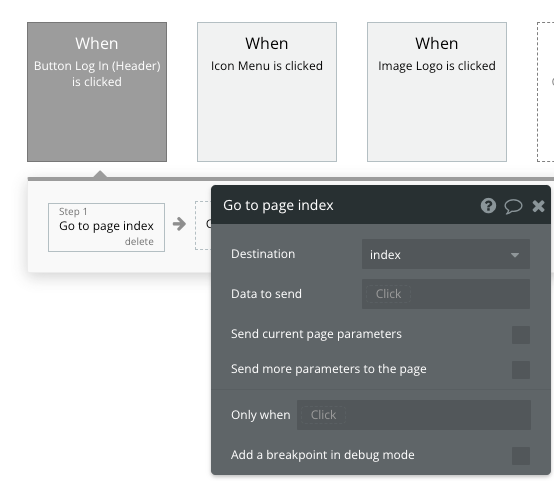 When
Button Log In (Header)
is clicked
When
Icon Menu is clicked
When
Image Logo is clicked
Step 1
Go to page index
delete
Go to page index
Destination
index
Data to send
Click
Send current page parameters
Send more parameters to the page
Only when
Click
Add a breakpoint in debug mode